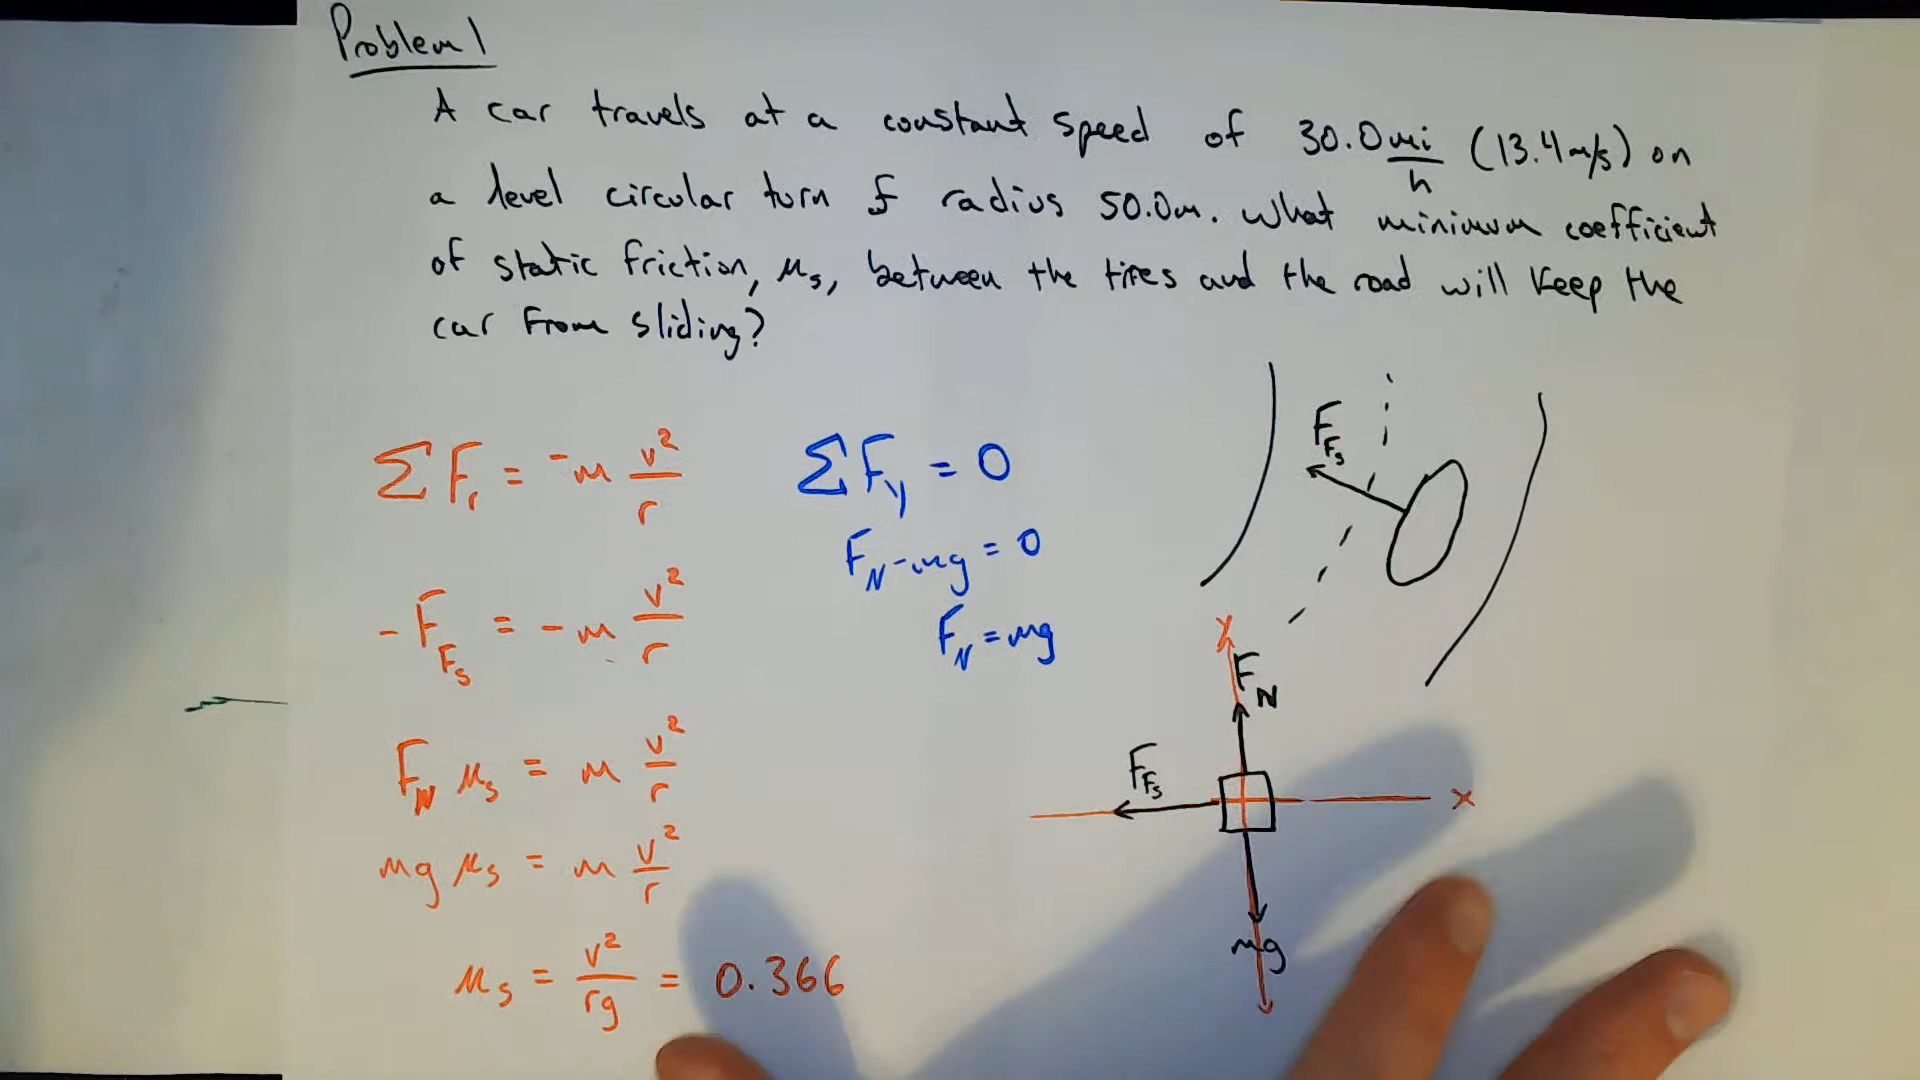 Problem 1
A car travels at a constant speed of 30.0 mi/h (13.4 m/s) on
a level circular turn of radius 50.0m. What minimum coefficient
of static friction, μs, between the tires and the road will keep the
car from sliding?
ΣFr = -m v²/r
-FFs = -m v²/r
FN μs = m v²/r
mg μs = m v²/r
μs = v²/rg = 0.366
ΣFy = 0
FN - mg = 0
FN = mg
FFs
y
FN
FFs
x
mg